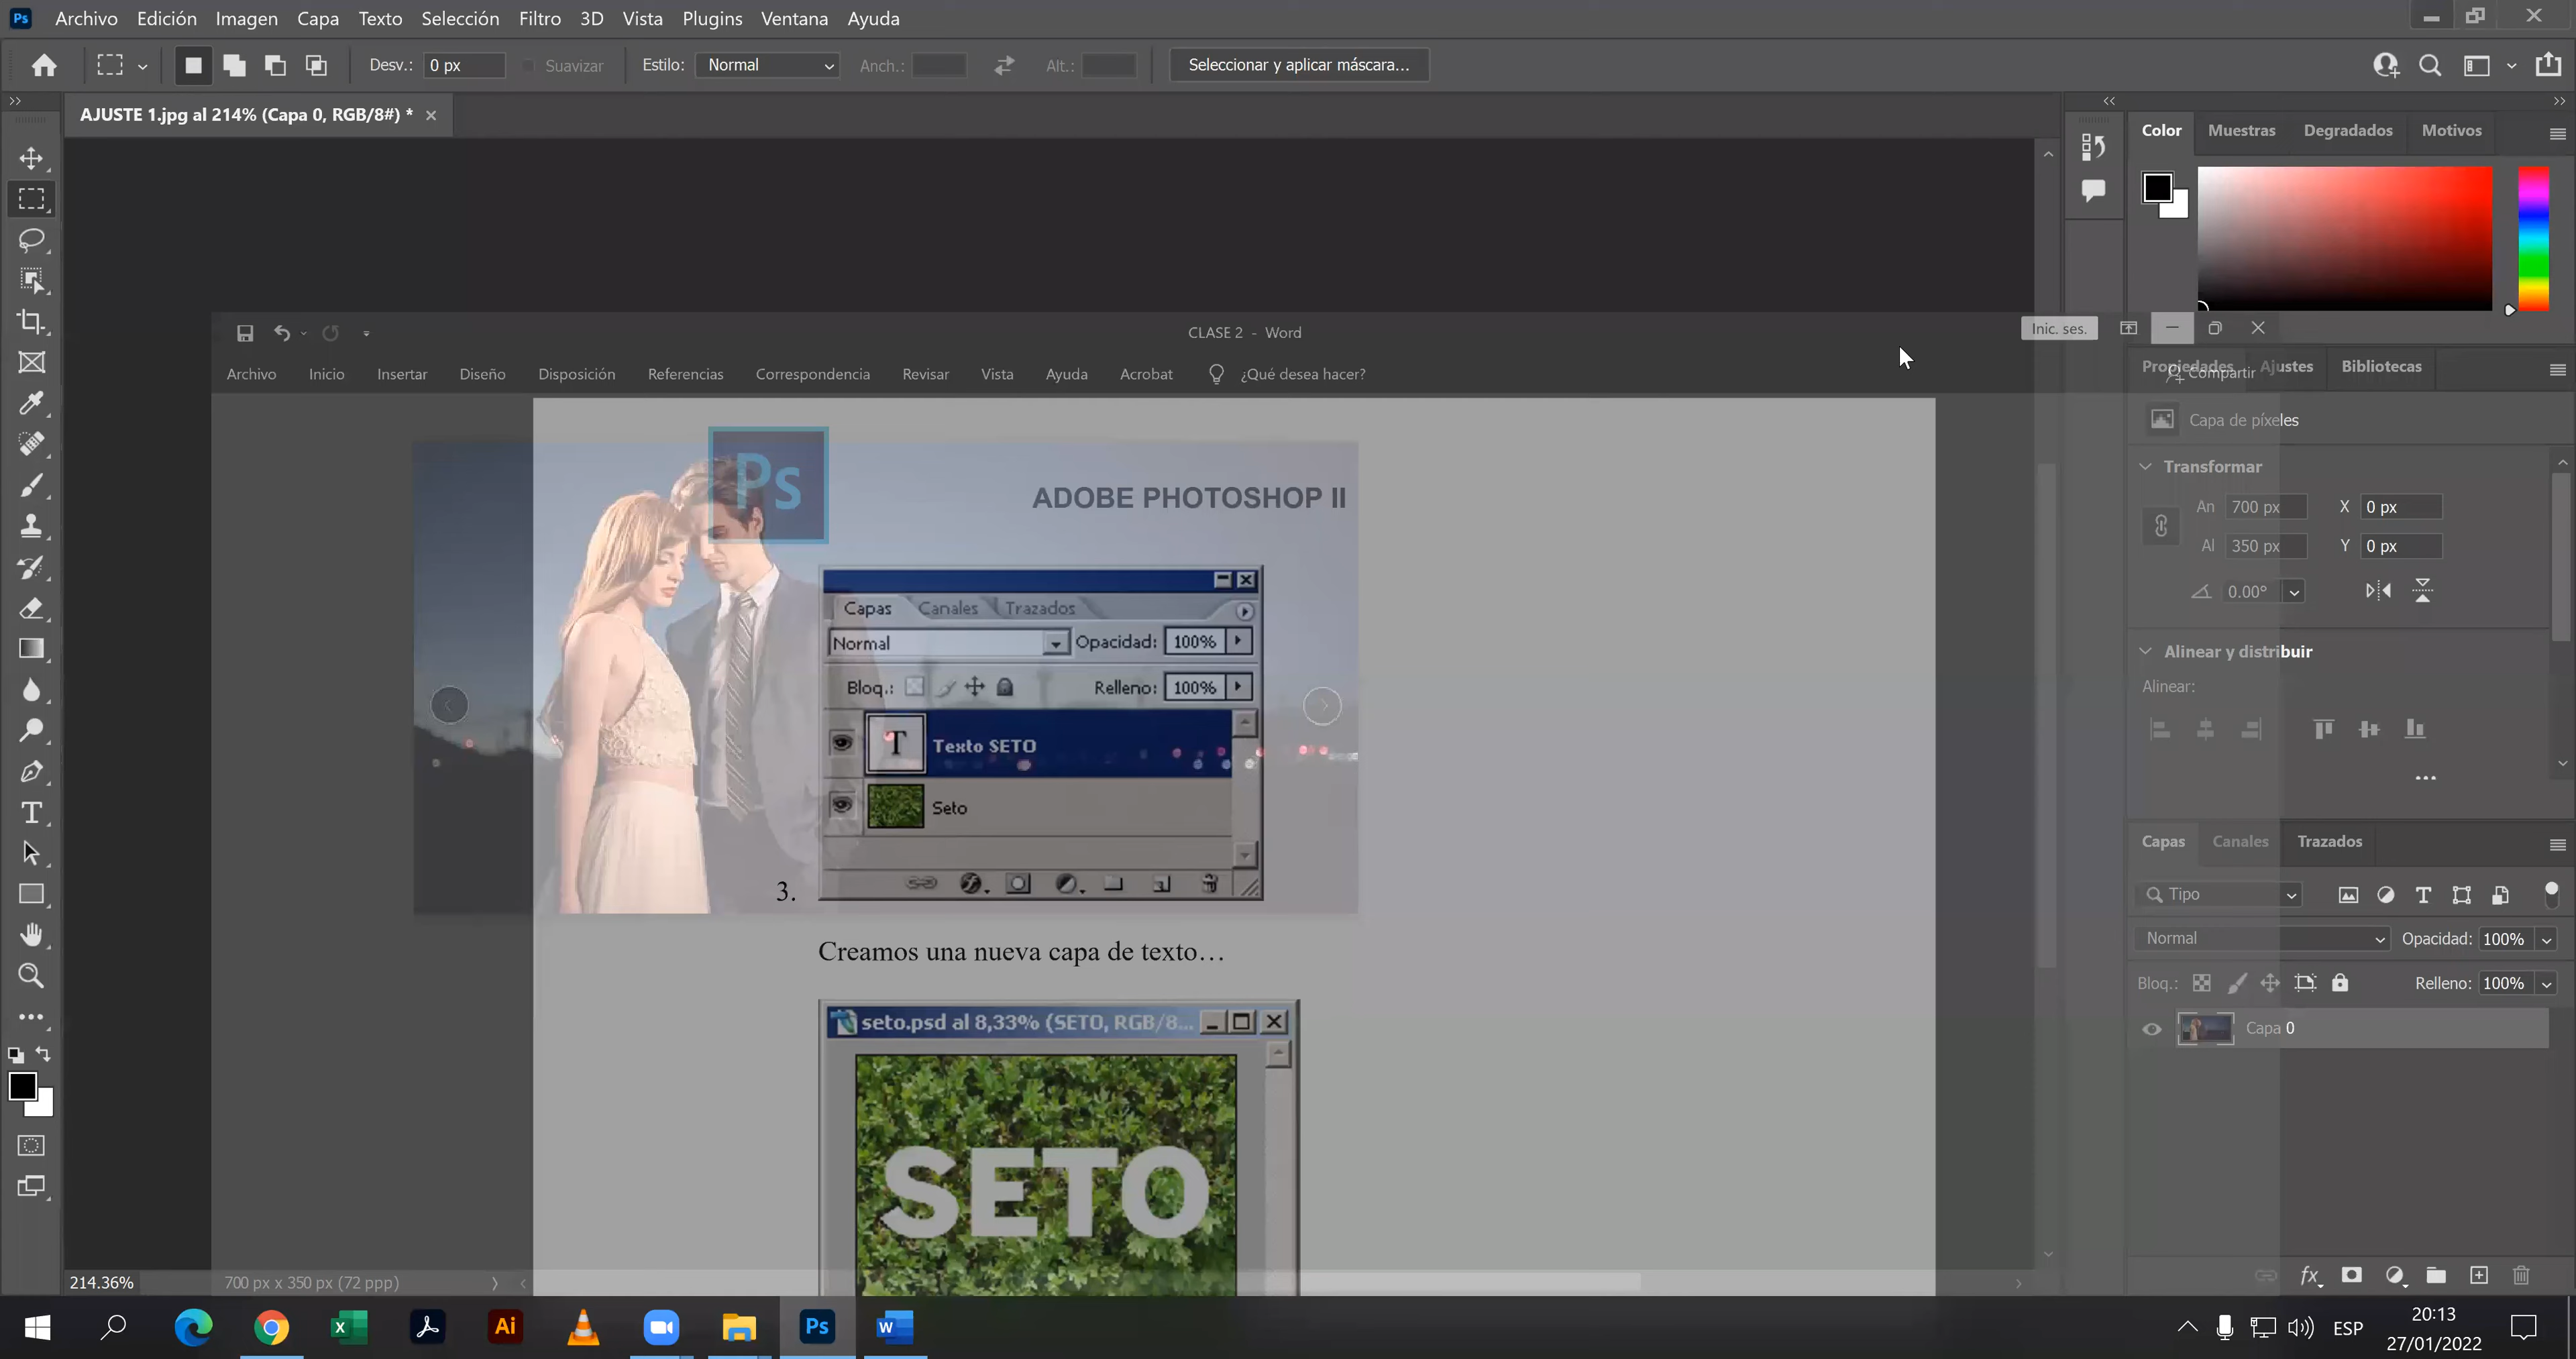 Ps Archivo Edición Imagen Capa Texto Selección Filtro 3D Vista Plugins Ventana Ayuda
Desv.: 0 px Suavizar Estilo: Normal Anch.: Alt.: Seleccionar y aplicar máscara...
AJUSTE 1.jpg al 214% (Capa 0, RGB/8#) *
Color Muestras Degradados Motivos
CLASE 2 - Word Inic. ses.
Archivo Inicio Insertar Diseño Disposición Referencias Correspondencia Revisar Vista Ayuda Acrobat ¿Qué desea hacer?
Propiedades Compartir Ajustes Bibliotecas
Capa de píxeles
Transformar
An 700 px X 0 px
Al 350 px Y 0 px
0.00°
Alinear y distribuir
Alinear:
Ps
ADOBE PHOTOSHOP II
Capas Canales Trazados
Normal Opacidad: 100%
Bloq.: Relleno: 100%
T Texto SETO
Seto
3.
Creamos una nueva capa de texto…
seto.psd al 8,33% (SETO, RGB/8...
SETO
Capas Canales Trazados
Tipo
Normal Opacidad: 100%
Bloq.: Relleno: 100%
Capa 0
fx
214.36% 700 px x 350 px (72 ppp)
Ai Ps W
ESP
20:13
27/01/2022